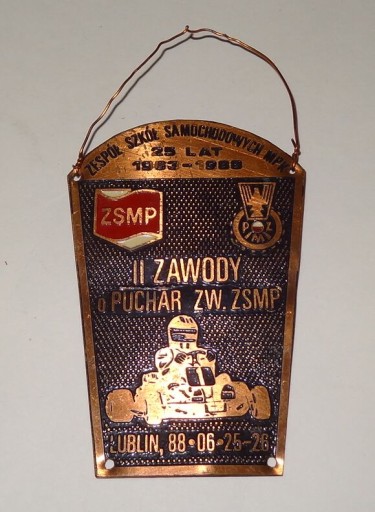 ZESPÓŁ SZKÓŁ SAMOCHODOWYCH
25 LAT
1963-1988
ZSMP
PZM
II ZAWODY
o PUCHAR ZW. ZSMP
1
LUBLIN, 88•06•25-26